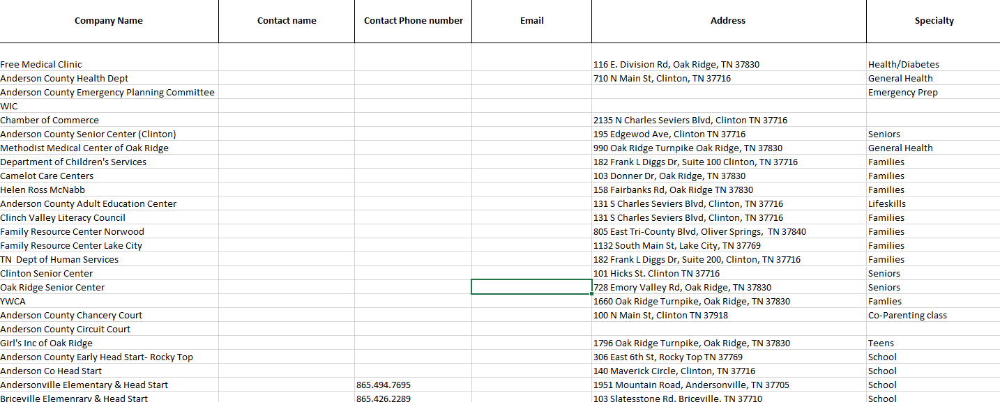 Company Name Contact name Contact Phone number Email Address Specialty
Free Medical Clinic 116 E. Division Rd, Oak Ridge, TN 37830 Health/Diabetes
Anderson County Health Dept 710 N Main St, Clinton, TN 37716 General Health
Anderson County Emergency Planning Committee Emergency Prep
WIC
Chamber of Commerce 2135 N Charles Seviers Blvd, Clinton TN 37716
Anderson County Senior Center (Clinton) 195 Edgewod Ave, Clinton TN 37716 Seniors
Methodist Medical Center of Oak Ridge 990 Oak Ridge Turnpike Oak Ridge, TN 37830 General Health
Department of Children's Services 182 Frank L Diggs Dr, Suite 100 Clinton, TN 37716 Families
Camelot Care Centers 103 Donner Dr, Oak Ridge, TN 37830 Families
Helen Ross McNabb 158 Fairbanks Rd, Oak Ridge TN 37830 Families
Anderson County Adult Education Center 131 S Charles Seviers Blvd, Clinton, TN 37716 Lifeskills
Clinch Valley Literacy Council 131 S Charles Seviers Blvd, Clinton, TN 37716 Families
Family Resource Center Norwood 805 East Tri-County Blvd, Oliver Springs, TN 37840 Families
Family Resource Center Lake City 1132 South Main St, Lake City, TN 37769 Families
TN Dept of Human Services 182 Frank L Diggs Dr, Suite 200, Clinton, TN 37716 Families
Clinton Senior Center 101 Hicks St. Clinton TN 37716 Seniors
Oak Ridge Senior Center 728 Emory Valley Rd, Oak Ridge, TN 37830 Seniors
YWCA 1660 Oak Ridge Turnpike, Oak Ridge, TN 37830 Famlies
Anderson County Chancery Court 100 N Main St, Clinton TN 37918 Co-Parenting class
Anderson County Circuit Court
Girl's Inc of Oak Ridge 1796 Oak Ridge Turnpike, Oak Ridge, TN 37830 Teens
Anderson County Early Head Start- Rocky Top 306 East 6th St, Rocky Top TN 37769 School
Anderson Co Head Start 140 Maverick Circle, Clinton, TN 37716 School
Andersonville Elementary & Head Start 865.494.7695 1951 Mountain Road, Andersonville, TN 37705 School
Briceville Elemenrary & Head Start 865.426.2289 103 Slatesstone Rd. Briceville. TN 37710 School